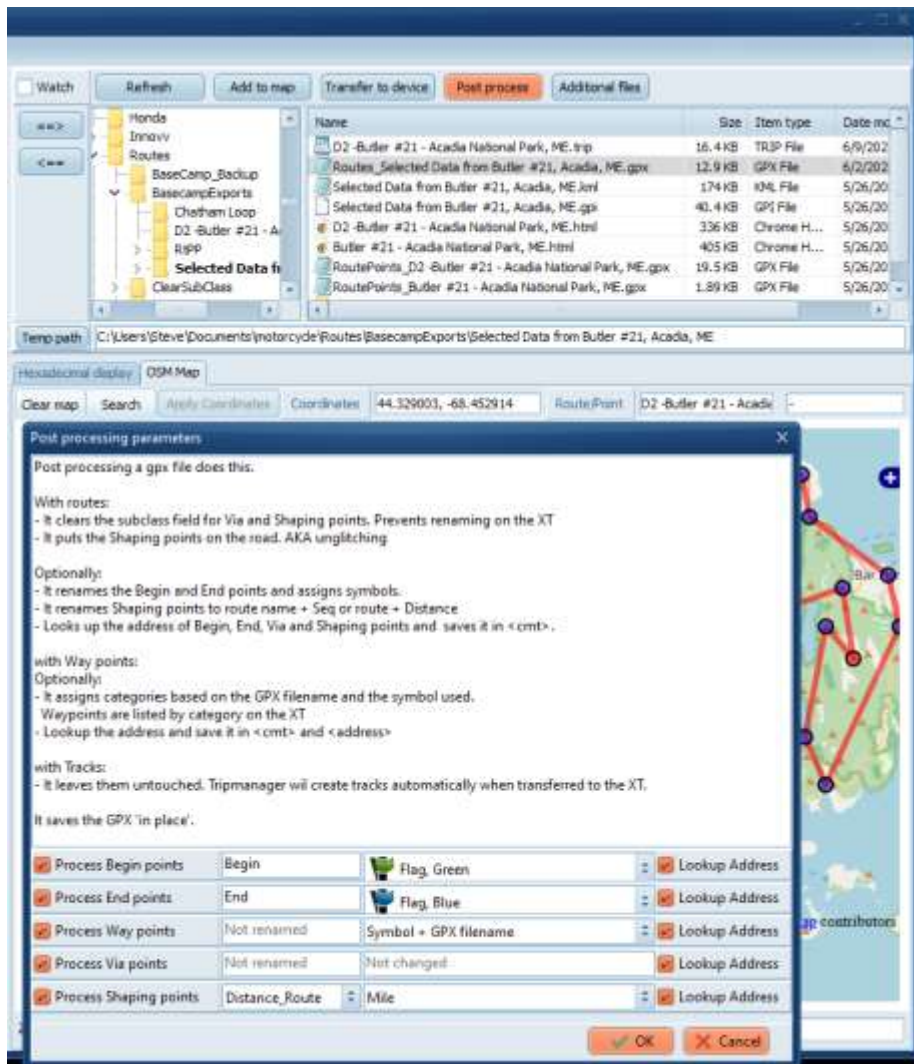 Watch
Refresh
Add to map
Transfer to device
Post process
Additional files
==>
<==
Honda
Innovv
Routes
BaseCamp_Backup
BasecampExports
Chatham Loop
D2 -Butler #21 - A
RJPP
Selected Data f
ClearSubClass
Name Size Item type Date mo
D2 -Butler #21 - Acadia National Park, ME.trip 16.4 KB TRIP File 6/9/202
Routes_Selected Data from Butler #21, Acadia, ME.gpx 12.9 KB GPX File 6/2/202
Selected Data from Butler #21, Acadia, ME.kml 174 KB KML File 5/26/20
Selected Data from Butler #21, Acadia, ME.gpi 40.4 KB GPI File 5/26/20
D2 -Butler #21 - Acadia National Park, ME.html 336 KB Chrome H... 5/26/20
Butler #21 - Acadia National Park, ME.html 405 KB Chrome H... 5/26/20
RoutePoints_D2 -Butler #21 - Acadia National Park, ME.gpx 19.5 KB GPX File 5/26/20
RoutePoints_Butler #21 - Acadia National Park, ME.gpx 1.89 KB GPX File 5/26/20
Temp path C:\Users\Steve\Documents\motorcycle\Routes\BasecampExports\Selected Data from Butler #21, Acadia, ME
Hexadecimal display OSM Map
Clear map Search Apply Coordinates Coordinates 44.329003, -68.452914 Route/Point D2 -Butler #21 - Acadia -
Post processing parameters
Post processing a gpx file does this.
With routes:
- It clears the subclass field for Via and Shaping points. Prevents renaming on the XT
- It puts the Shaping points on the road. AKA unglitching
Optionally:
- It renames the Begin and End points and assigns symbols.
- It renames Shaping points to route name + Seq or route + Distance
- Looks up the address of Begin, End, Via and Shaping points and saves it in <cmt>.
with Way points:
Optionally:
- It assigns categories based on the GPX filename and the symbol used.
Waypoints are listed by category on the XT
- Lookup the address and save it in <cmt> and <address>
with Tracks:
- It leaves them untouched. Tripmanager wil create tracks automatically when transferred to the XT.
It saves the GPX 'in place'.
Process Begin points Begin Flag, Green Lookup Address
Process End points End Flag, Blue Lookup Address
Process Way points Not renamed Symbol + GPX filename Lookup Address
Process Via points Not renamed Not changed Lookup Address
Process Shaping points Distance_Route Mile Lookup Address
OK Cancel
+
Bar
contributors